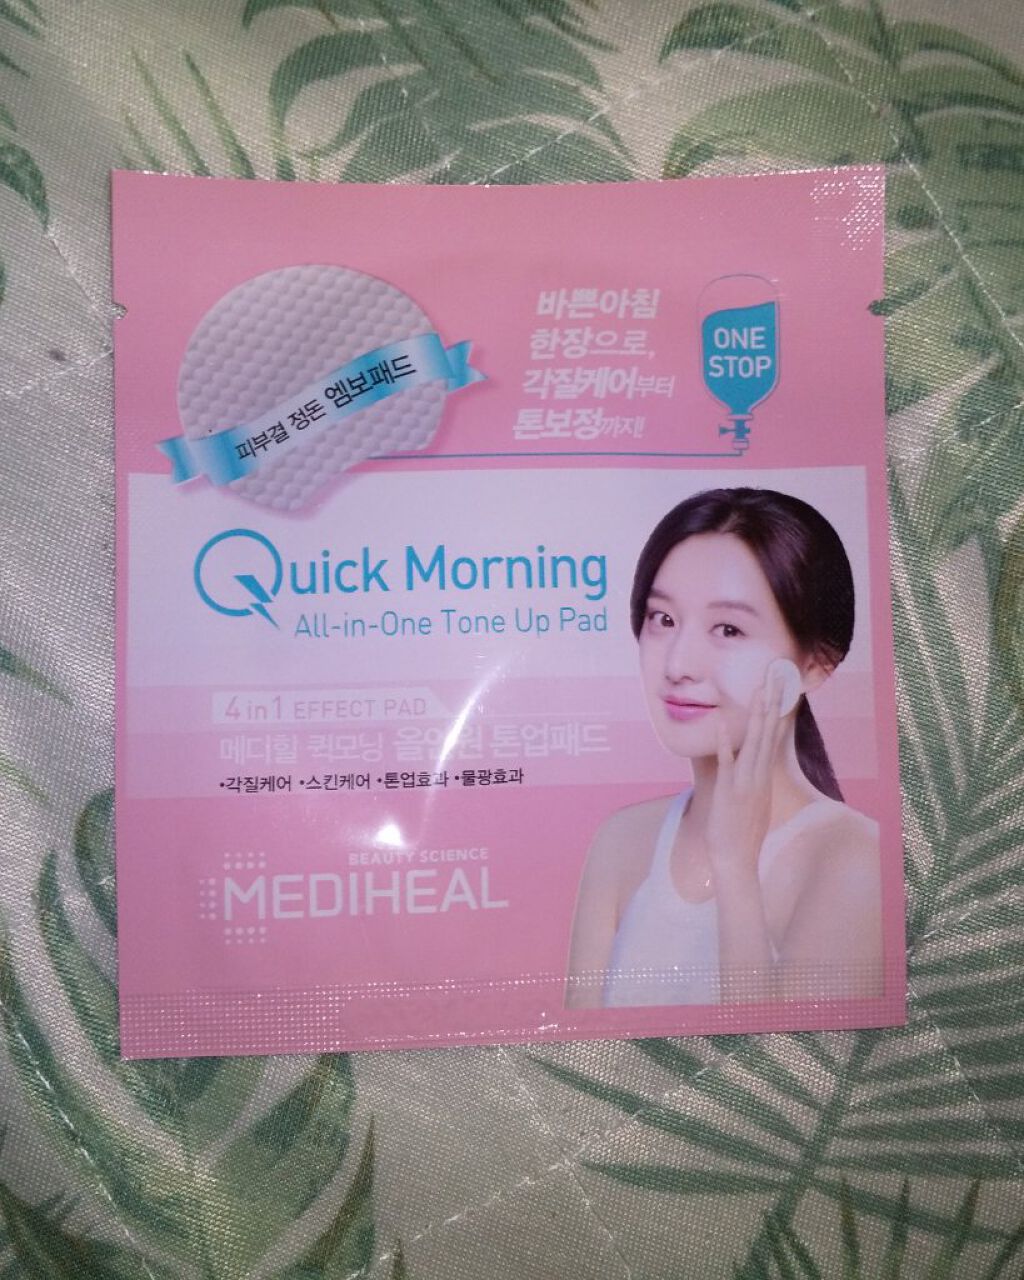 바쁜아침
한장으로,
각질케어부터
톤보정까지!
ONE
STOP
피부결 정돈 엠보패드
Quick Morning
All-in-One Tone Up Pad
4 in 1 EFFECT PAD
메디힐 퀵모닝 올인원 톤업패드
•각질케어 •스킨케어 •톤업효과 •물광효과
BEAUTY SCIENCE
MEDIHEAL